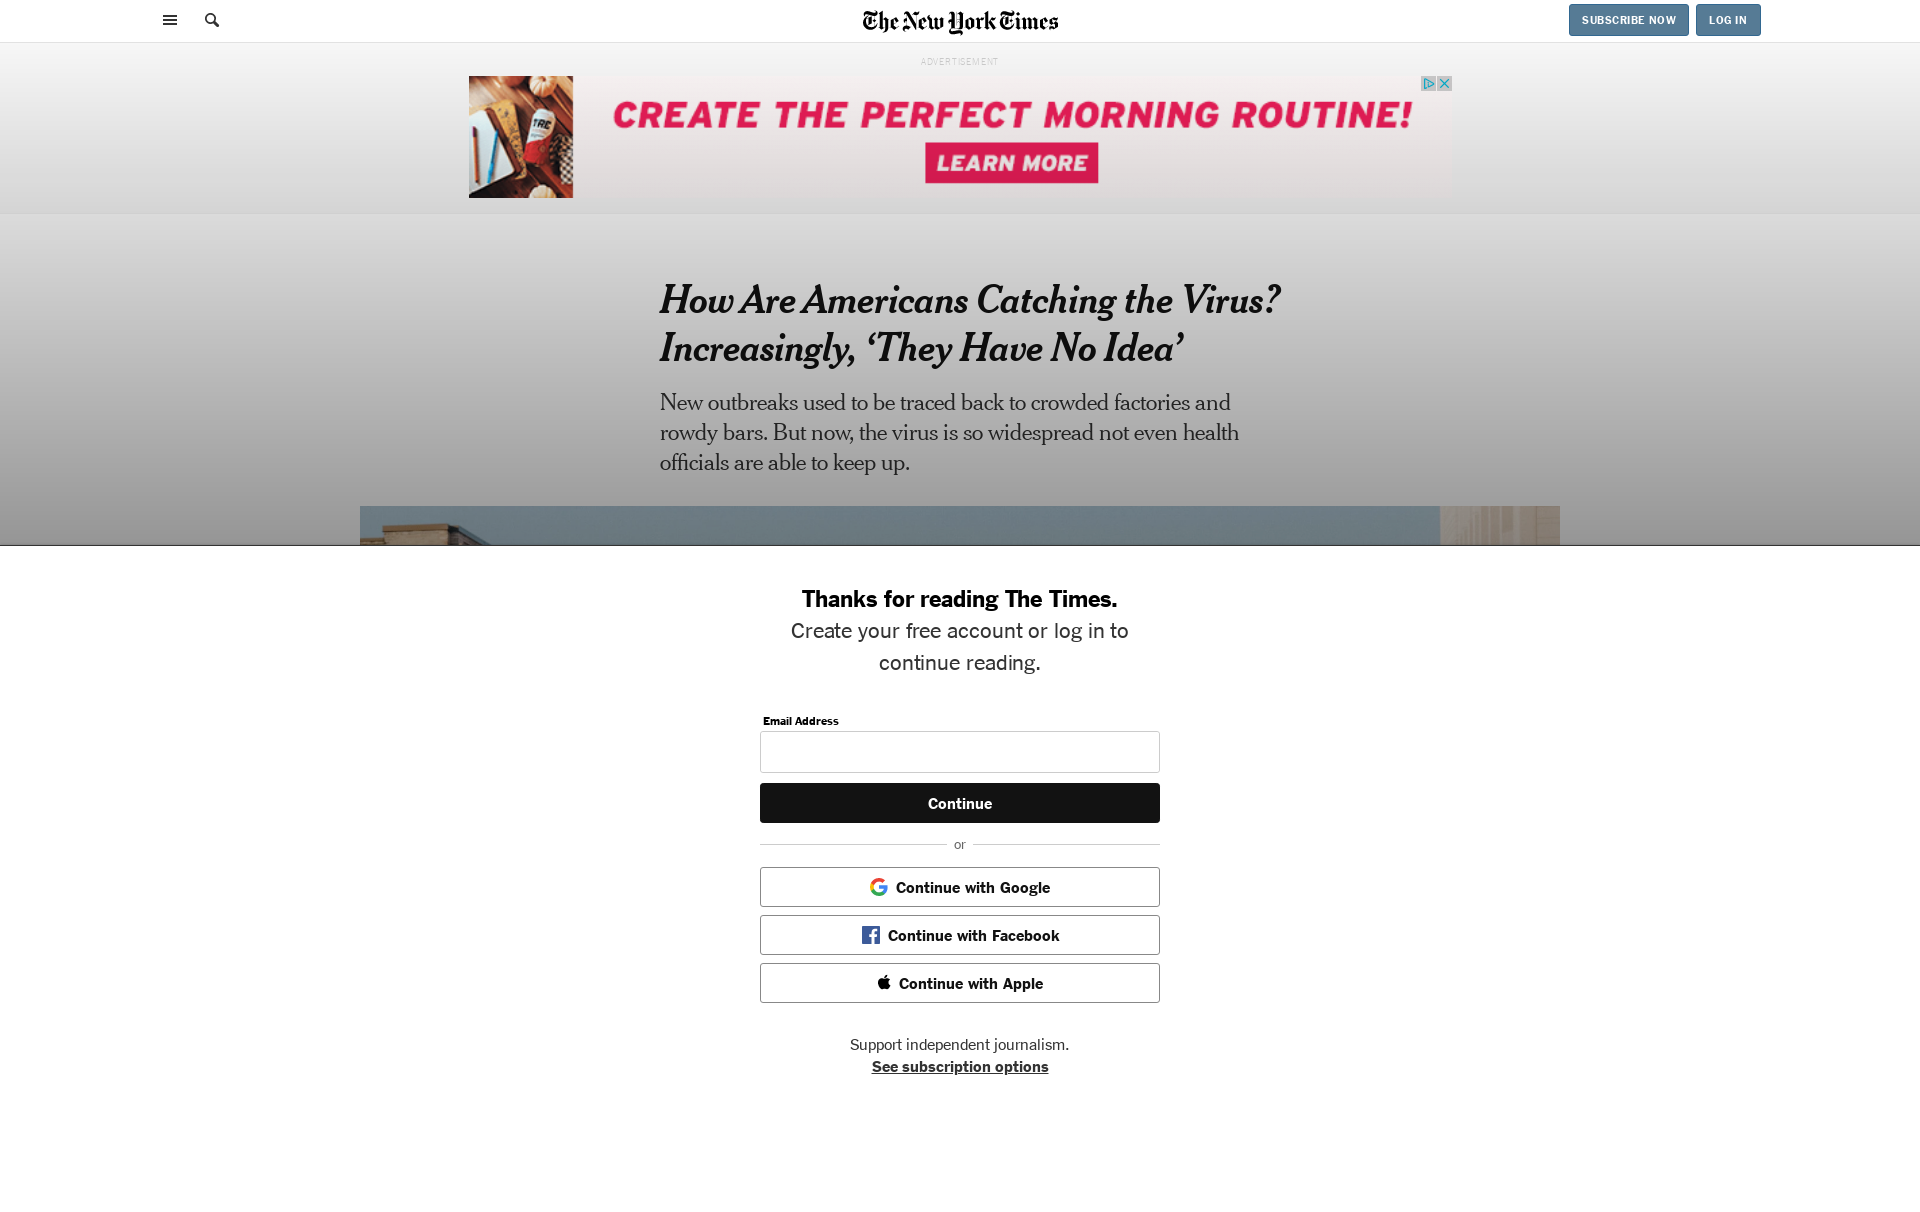 The New York Times
SUBSCRIBE NOW
LOG IN
ADVERTISEMENT
TRC
CREATE THE PERFECT MORNING ROUTINE!
LEARN MORE
How Are Americans Catching the Virus?
Increasingly, ‘They Have No Idea’
New outbreaks used to be traced back to crowded factories and
rowdy bars. But now, the virus is so widespread not even health
officials are able to keep up.
Thanks for reading The Times.
Create your free account or log in to
continue reading.
Email Address
Continue
or
Continue with Google
Continue with Facebook
Continue with Apple
Support independent journalism.
See subscription options